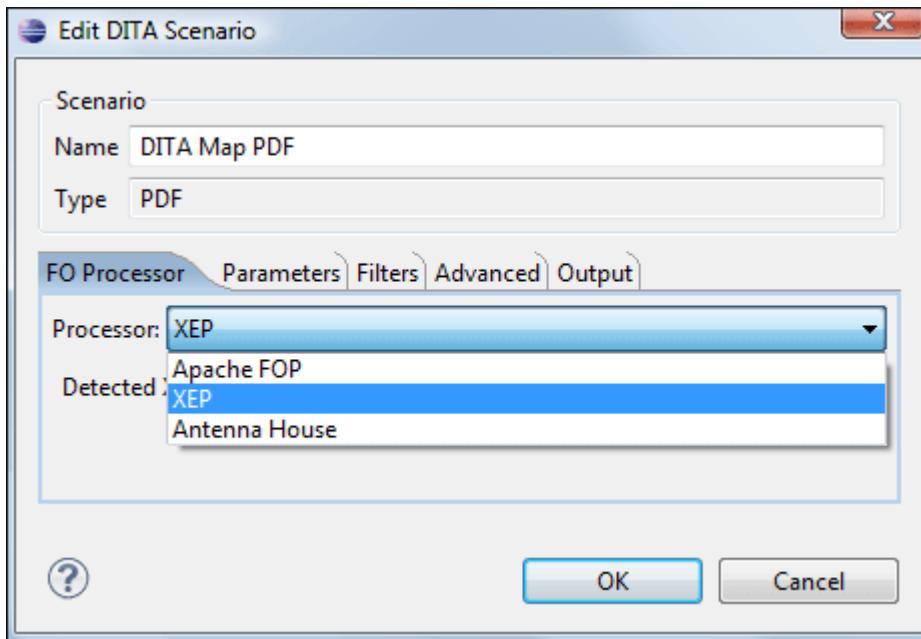 Edit DITA Scenario
Scenario
Name DITA Map PDF
Type PDF
FO Processor Parameters Filters Advanced Output
Processor: XEP
Apache FOP
Detected
XEP
Antenna House
OK Cancel